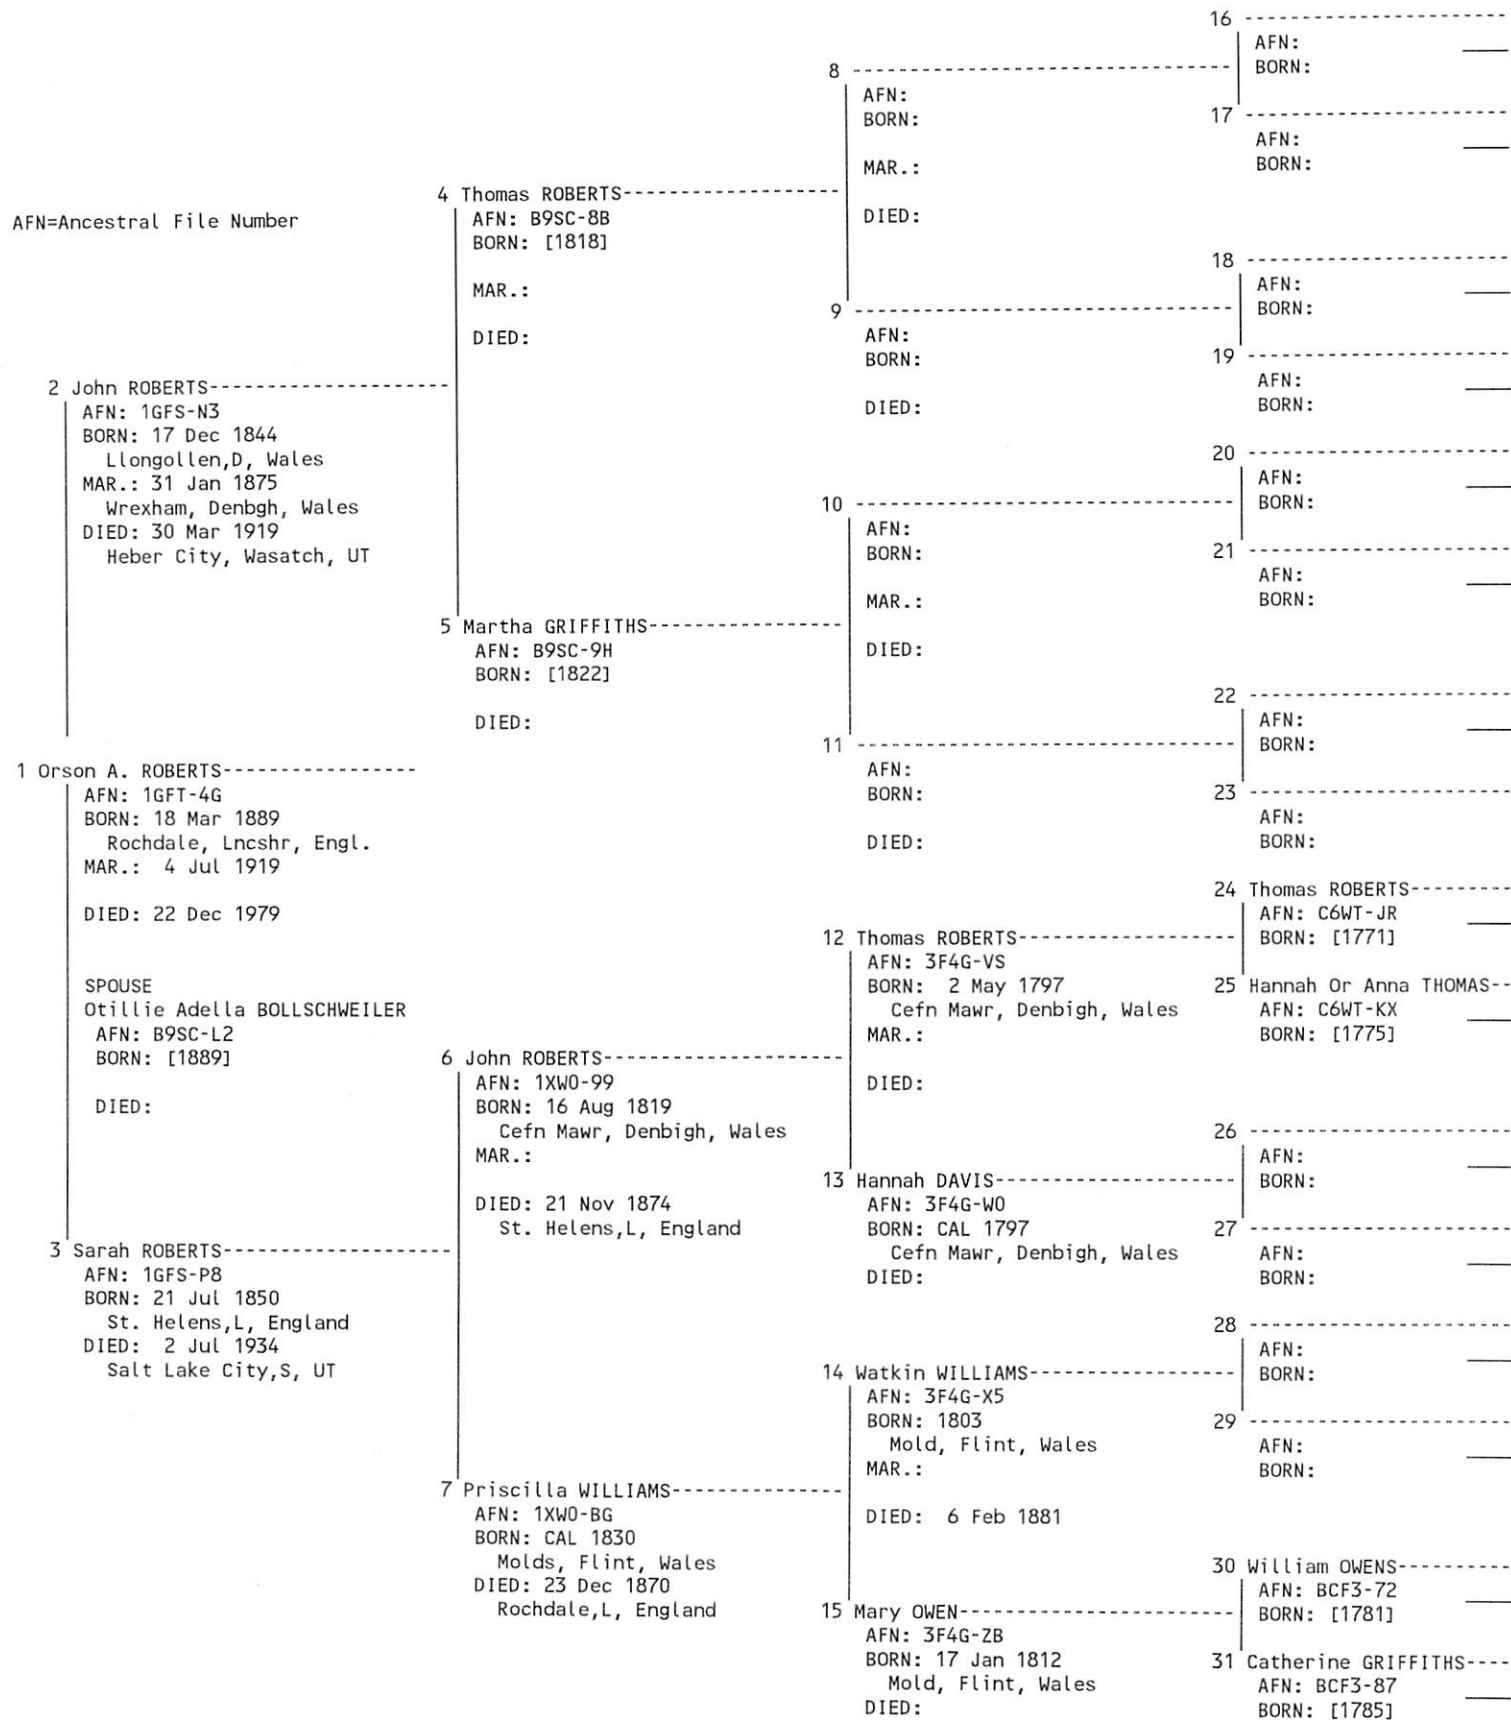 AFN=Ancestral File Number
1 Orson A. ROBERTS
AFN: 1GFT-4G
BORN: 18 Mar 1889
Rochdale, Lncshr, Engl.
MAR.: 4 Jul 1919
DIED: 22 Dec 1979
SPOUSE
Otillie Adella BOLLSCHWEILER
AFN: B9SC-L2
BORN: [1889]
DIED:
2 John ROBERTS
AFN: 1GFS-N3
BORN: 17 Dec 1844
Llongollen,D, Wales
MAR.: 31 Jan 1875
Wrexham, Denbgh, Wales
DIED: 30 Mar 1919
Heber City, Wasatch, UT
3 Sarah ROBERTS
AFN: 1GFS-P8
BORN: 21 Jul 1850
St. Helens,L, England
DIED: 2 Jul 1934
Salt Lake City,S, UT
4 Thomas ROBERTS
AFN: B9SC-8B
BORN: [1818]
MAR.:
DIED:
5 Martha GRIFFITHS
AFN: B9SC-9H
BORN: [1822]
DIED:
6 John ROBERTS
AFN: 1XW0-99
BORN: 16 Aug 1819
Cefn Mawr, Denbigh, Wales
MAR.:
DIED: 21 Nov 1874
St. Helens,L, England
7 Priscilla WILLIAMS
AFN: 1XW0-BG
BORN: CAL 1830
Molds, Flint, Wales
DIED: 23 Dec 1870
Rochdale,L, England
8
AFN:
BORN:
MAR.:
DIED:
9
AFN:
BORN:
DIED:
10
AFN:
BORN:
MAR.:
DIED:
11
AFN:
BORN:
DIED:
12 Thomas ROBERTS
AFN: 3F4G-VS
BORN: 2 May 1797
Cefn Mawr, Denbigh, Wales
MAR.:
DIED:
13 Hannah DAVIS
AFN: 3F4G-W0
BORN: CAL 1797
Cefn Mawr, Denbigh, Wales
DIED:
14 Watkin WILLIAMS
AFN: 3F4G-X5
BORN: 1803
Mold, Flint, Wales
MAR.:
DIED: 6 Feb 1881
15 Mary OWEN
AFN: 3F4G-ZB
BORN: 17 Jan 1812
Mold, Flint, Wales
DIED:
16
AFN:
BORN:
17
AFN:
BORN:
18
AFN:
BORN:
19
AFN:
BORN:
20
AFN:
BORN:
21
AFN:
BORN:
22
AFN:
BORN:
23
AFN:
BORN:
24 Thomas ROBERTS
AFN: C6WT-JR
BORN: [1771]
25 Hannah Or Anna THOMAS
AFN: C6WT-KX
BORN: [1775]
26
AFN:
BORN:
27
AFN:
BORN:
28
AFN:
BORN:
29
AFN:
BORN:
30 William OWENS
AFN: BCF3-72
BORN: [1781]
31 Catherine GRIFFITHS
AFN: BCF3-87
BORN: [1785]